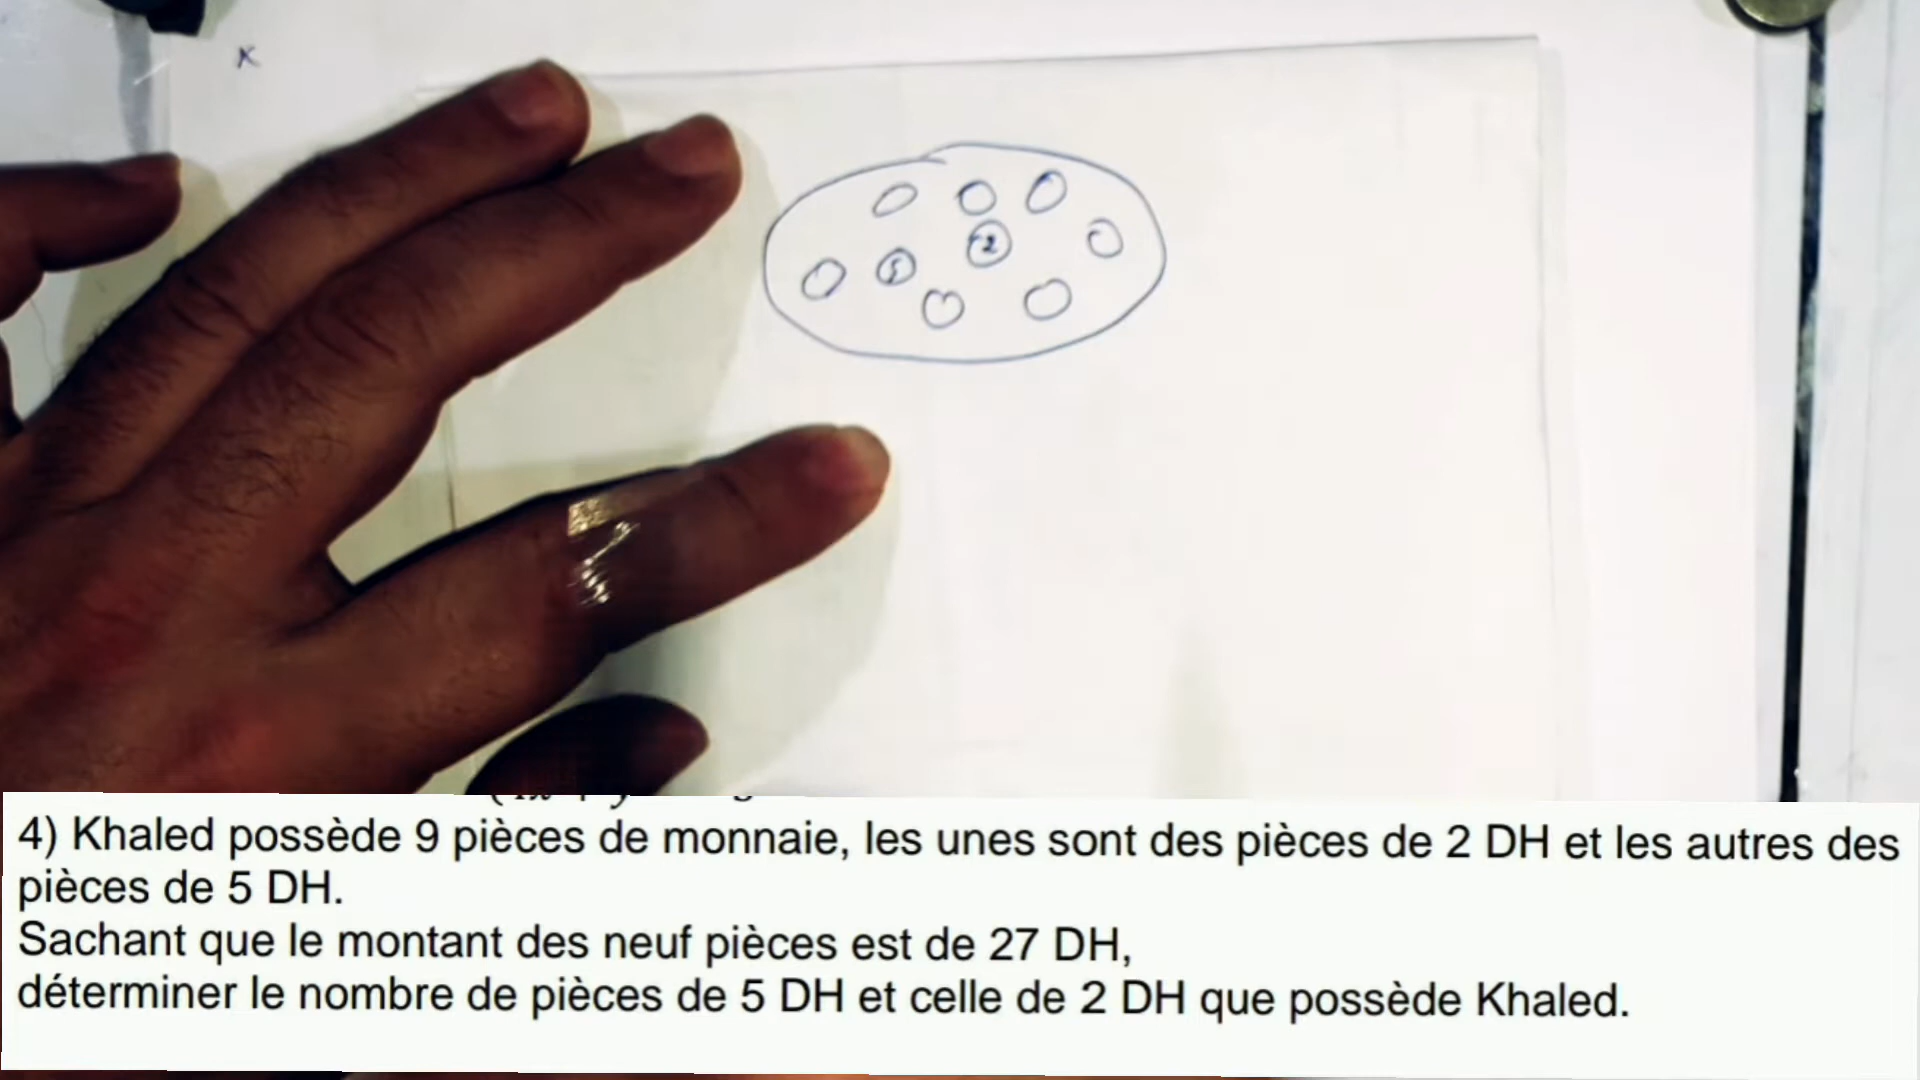 x
2
5
4) Khaled possède 9 pièces de monnaie, les unes sont des pièces de 2 DH et les autres des
pièces de 5 DH.
Sachant que le montant des neuf pièces est de 27 DH,
déterminer le nombre de pièces de 5 DH et celle de 2 DH que possède Khaled.